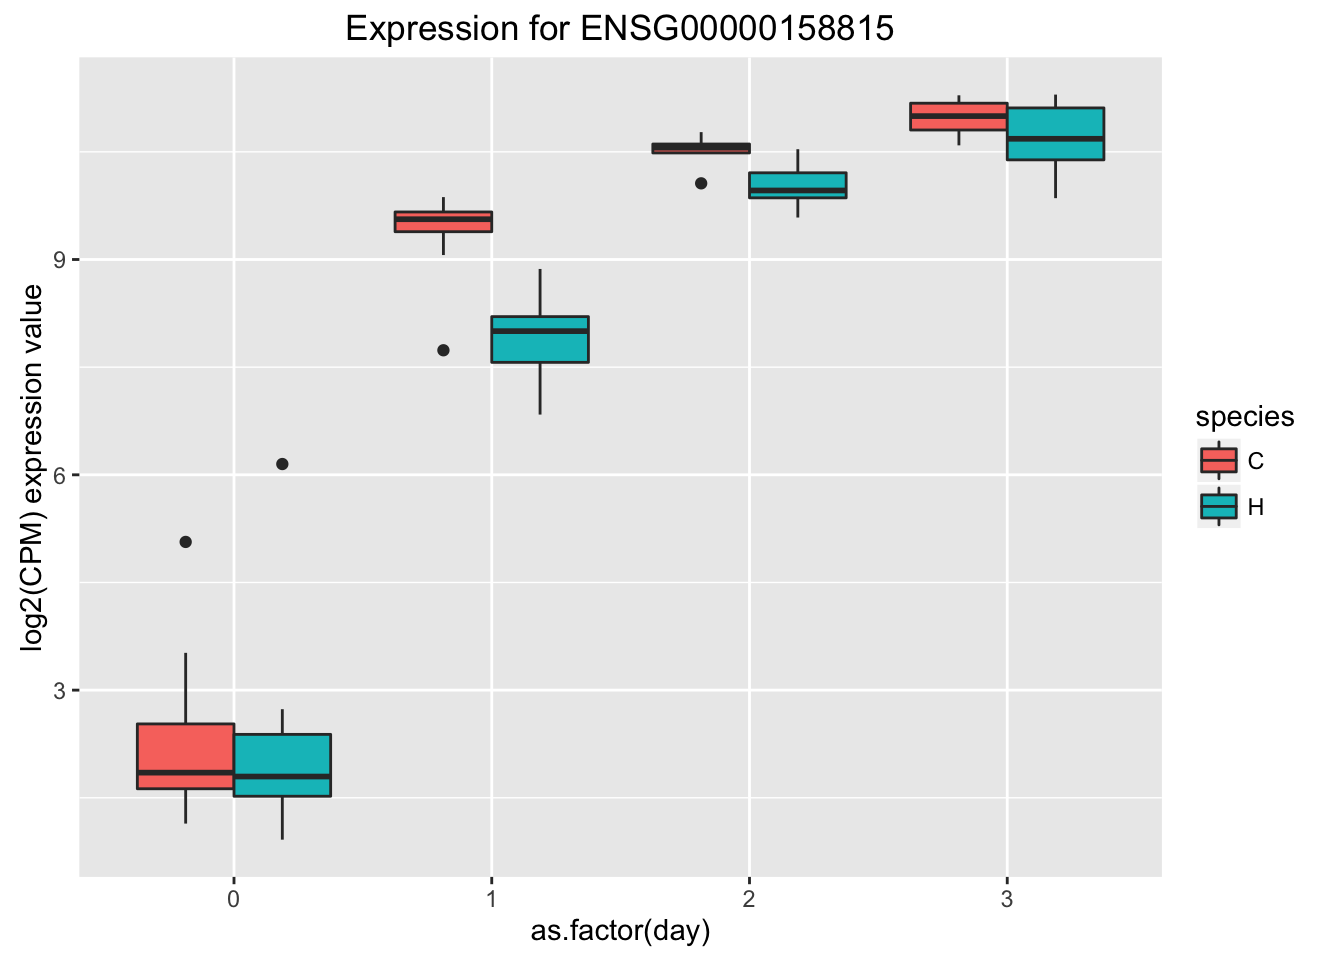 Expression for ENSG00000158815
log2(CPM) expression value
9
6
3
0 1 2 3
as.factor(day)
species
C
H